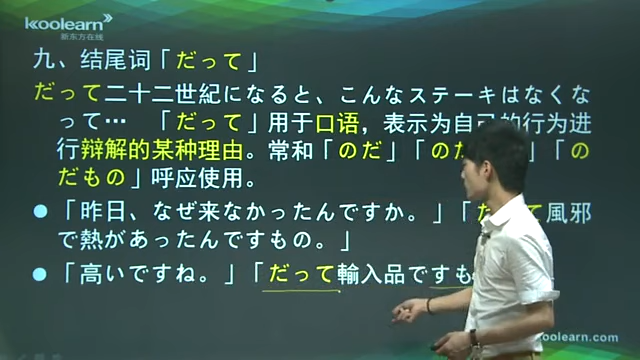 koolearn
新东方在线
九、结尾词「だって」
だって二十二世紀になると、こんなステーキはなくな
って… 「だって」用于口语，表示为自己的行为进
行辩解的某种理由。常和「のだ」「のだ 」「の
だもの」呼应使用。
●「昨日、なぜ来なかったんですか。」「だって風邪
で熱があったんですもの。」
●「高いですね。」「だって輸入品ですも
koolearn.com